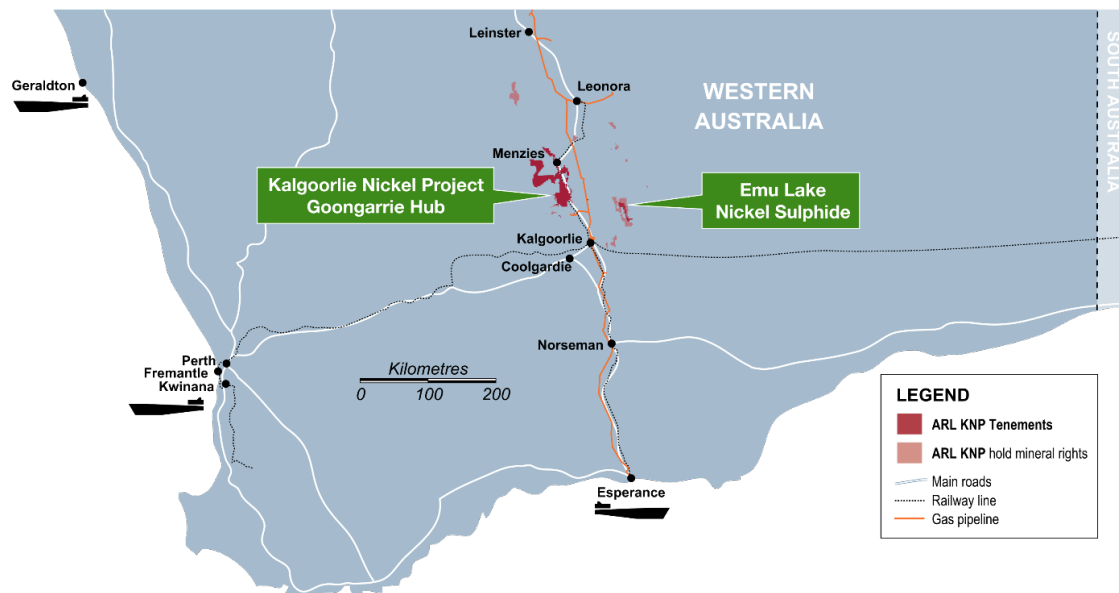 Leinster
Geraldton
Leonora
WESTERN
AUSTRALIA
SOUTH AUSTRALIA
Menzies
Kalgoorlie Nickel Project
Goongarrie Hub
Emu Lake
Nickel Sulphide
Kalgoorlie
Coolgardie
Norseman
Perth
Fremantle
Kwinana
Kilometres
0 100 200
LEGEND
ARL KNP Tenements
ARL KNP hold mineral rights
Main roads
Railway line
Gas pipeline
Esperance